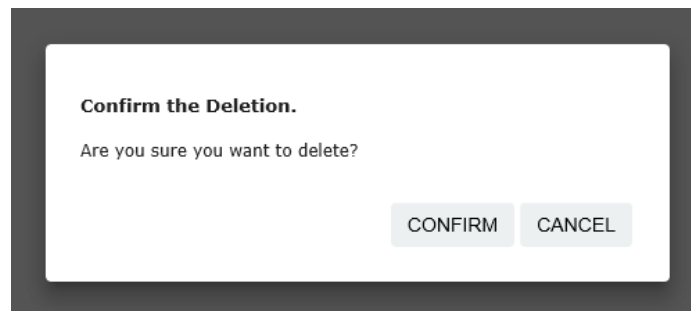 Confirm the Deletion.
Are you sure you want to delete?
CONFIRM CANCEL